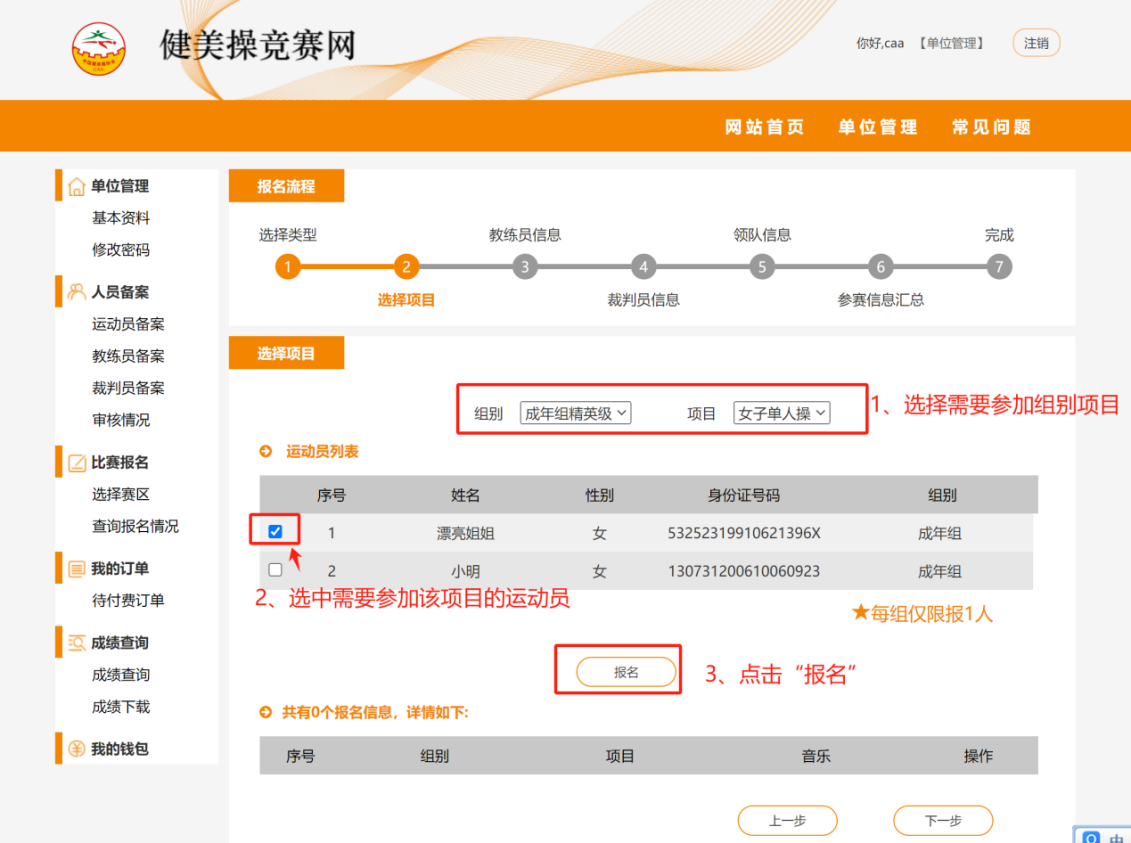 健美操竞赛网
你好,caa 【单位管理】 注销
网站首页 单位管理 常见问题
单位管理
基本资料
修改密码
人员备案
运动员备案
教练员备案
裁判员备案
审核情况
比赛报名
选择赛区
查询报名情况
我的订单
待付费订单
成绩查询
成绩查询
成绩下载
我的钱包
报名流程
选择类型 教练员信息 领队信息 完成
1 2 3 4 5 6 7
选择项目 裁判员信息 参赛信息汇总
选择项目
组别 成年组精英级 项目 女子单人操
1、选择需要参加组别项目
运动员列表
序号 姓名 性别 身份证号码 组别
1 漂亮姐姐 女 53252319910621396X 成年组
2 小明 女 130731200610060923 成年组
2、选中需要参加该项目的运动员
★每组仅限报1人
报名
3、点击“报名”
共有0个报名信息，详情如下:
序号 组别 项目 音乐 操作
上一步 下一步
中